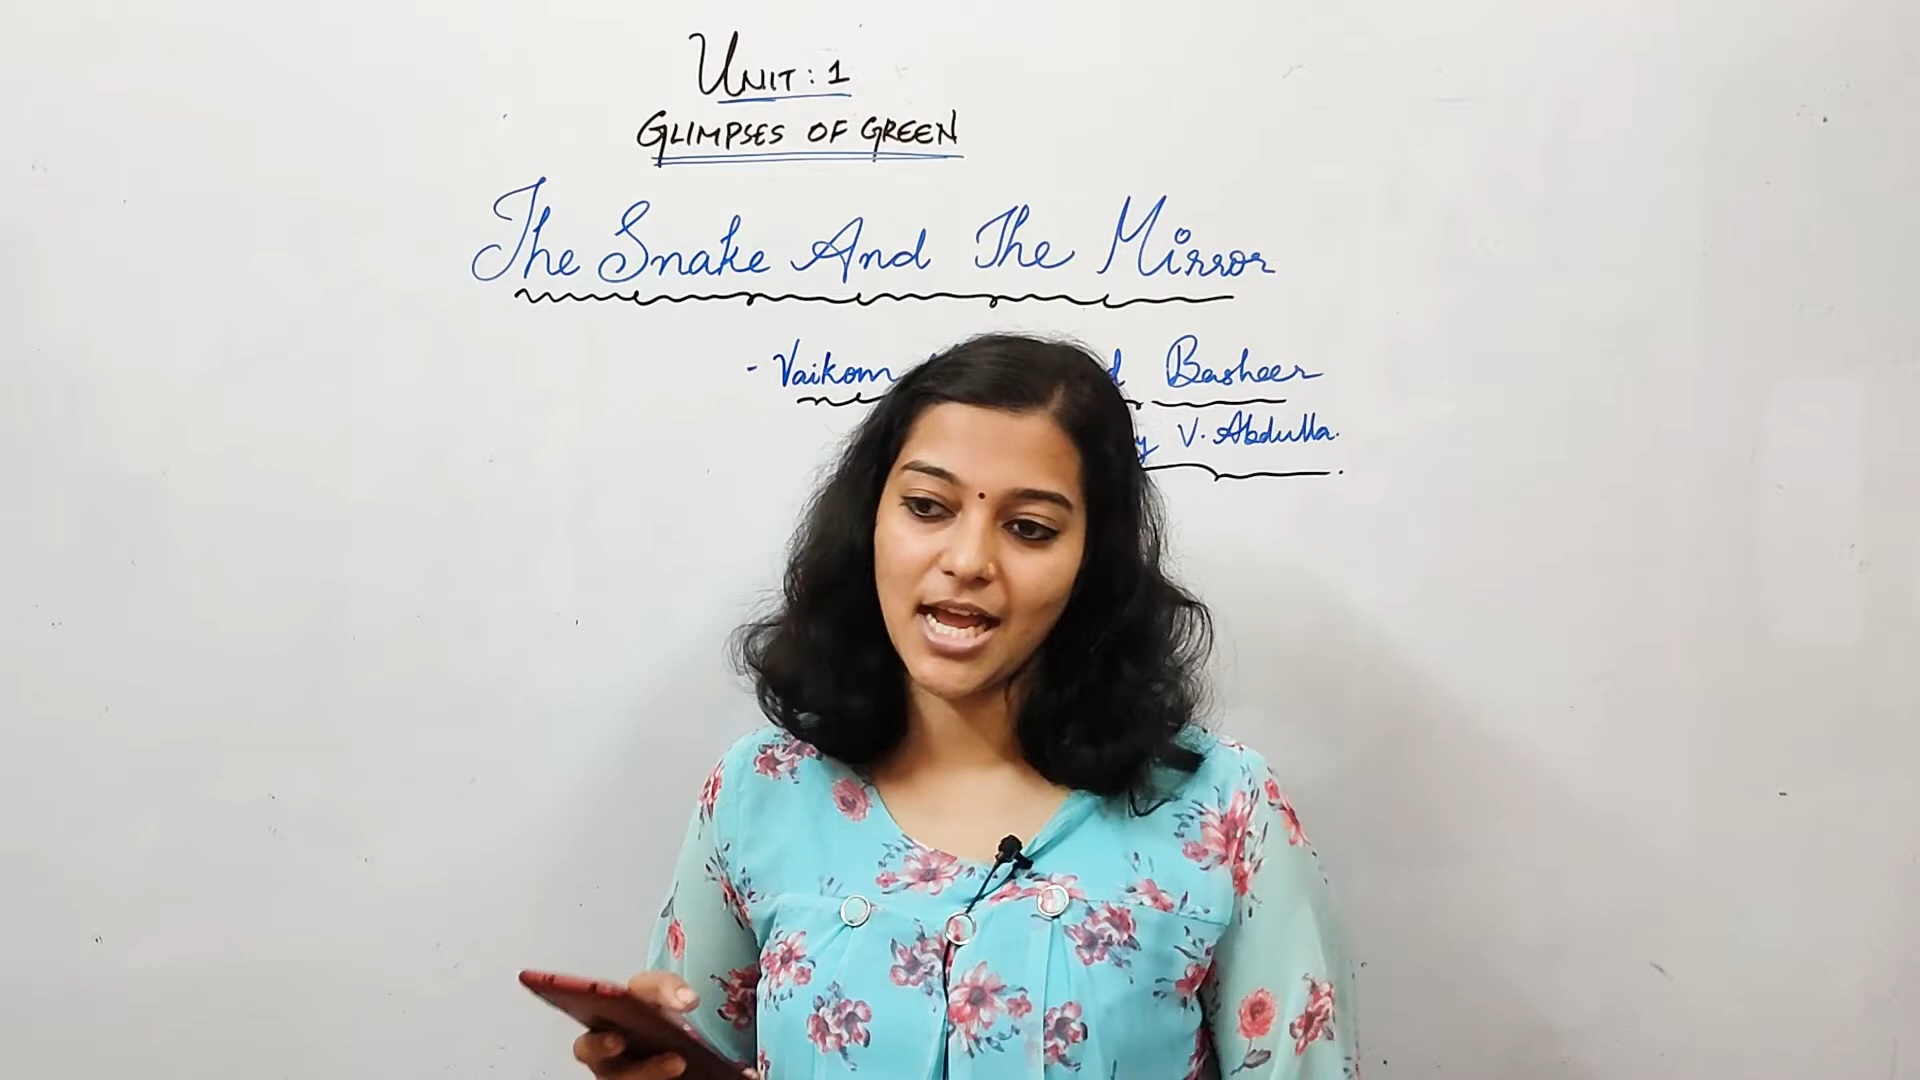 UNIT: 1
GLIMPSES OF GREEN
The Snake And The Mirror
- Vaikom Basheer
V. Abdulla.